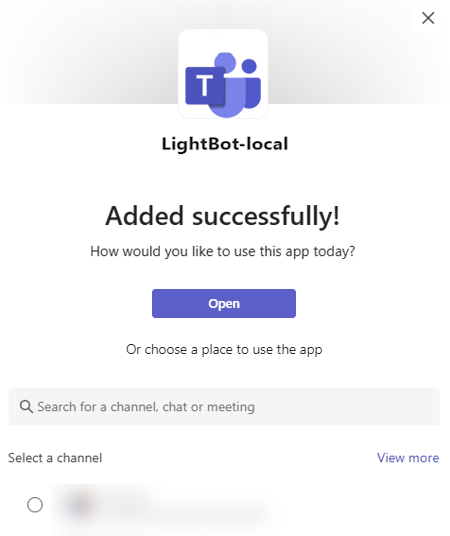 T
LightBot-local
Added successfully!
How would you like to use this app today?
Open
Or choose a place to use the app
Search for a channel, chat or meeting
Select a channel
View more